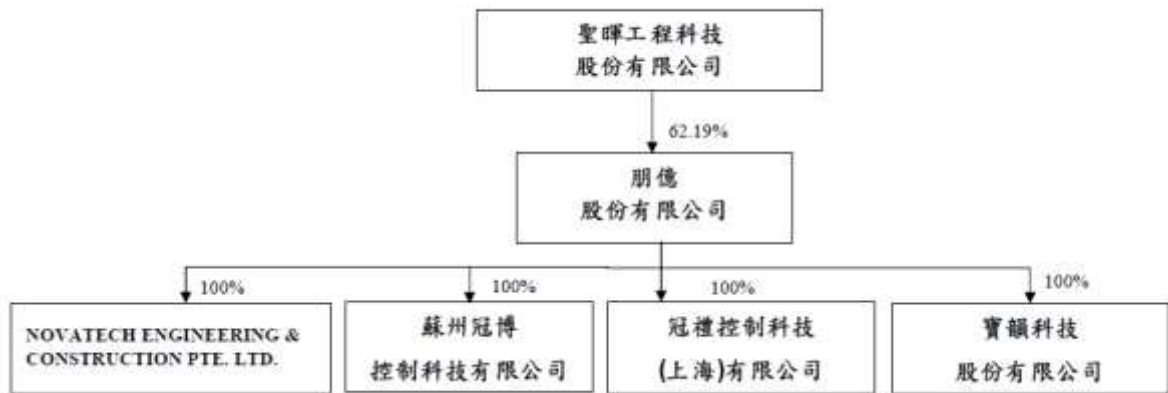 聖暉工程科技
股份有限公司
62.19%
朋億
股份有限公司
100%
100%
100%
100%
NOVATECH ENGINEERING &
CONSTRUCTION PTE. LTD.
蘇州冠博
控制科技有限公司
冠禮控制科技
(上海)有限公司
寶韻科技
股份有限公司